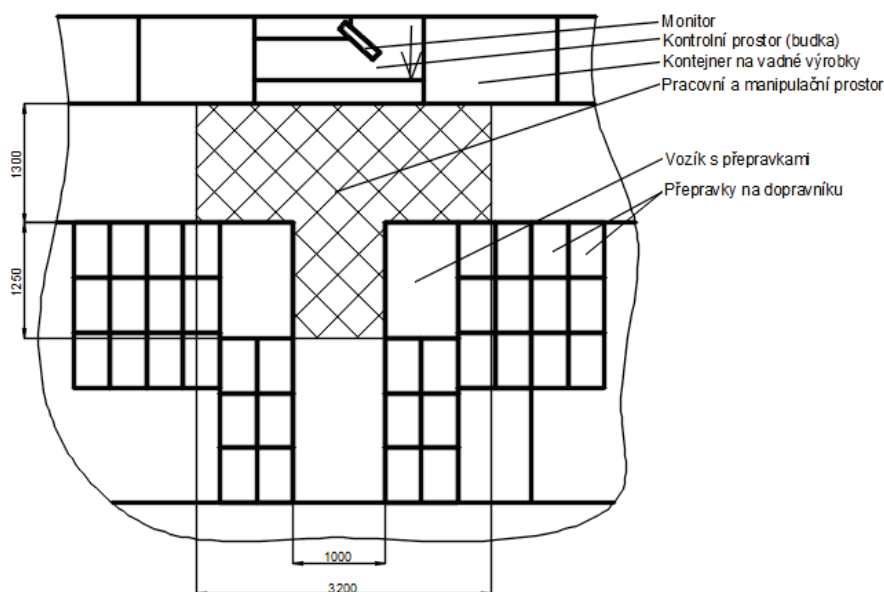 Monitor
Kontrolní prostor (budka)
Kontejner na vadné výrobky
Pracovní a manipulační prostor
Vozík s přepravkami
Přepravky na dopravníku
1300
1250
1000
3200